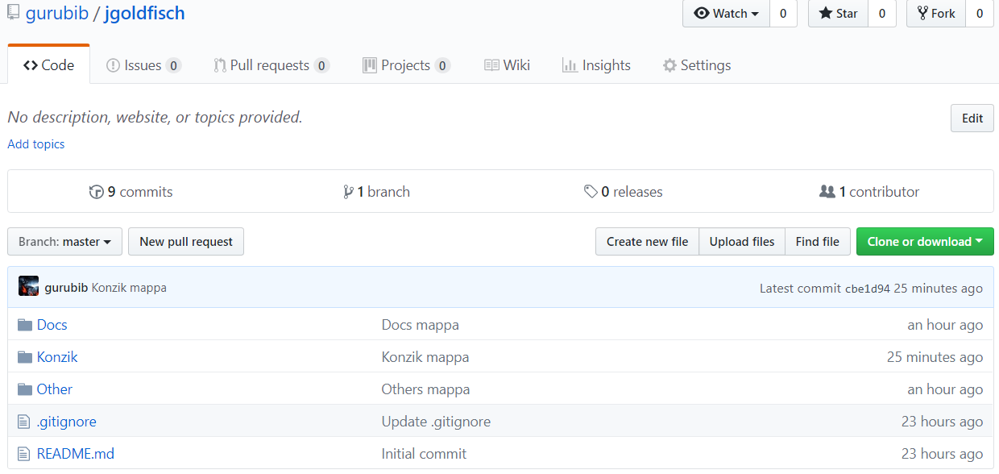 gurubib / jgoldfisch Watch 0 Star 0 Fork 0
Code Issues 0 Pull requests 0 Projects 0 Wiki Insights Settings
No description, website, or topics provided. Edit
Add topics
9 commits 1 branch 0 releases 1 contributor
Branch: master New pull request Create new file Upload files Find file Clone or download
gurubib Konzik mappa Latest commit cbe1d94 25 minutes ago
Docs Docs mappa an hour ago
Konzik Konzik mappa 25 minutes ago
Other Others mappa an hour ago
.gitignore Update .gitignore 23 hours ago
README.md Initial commit 23 hours ago